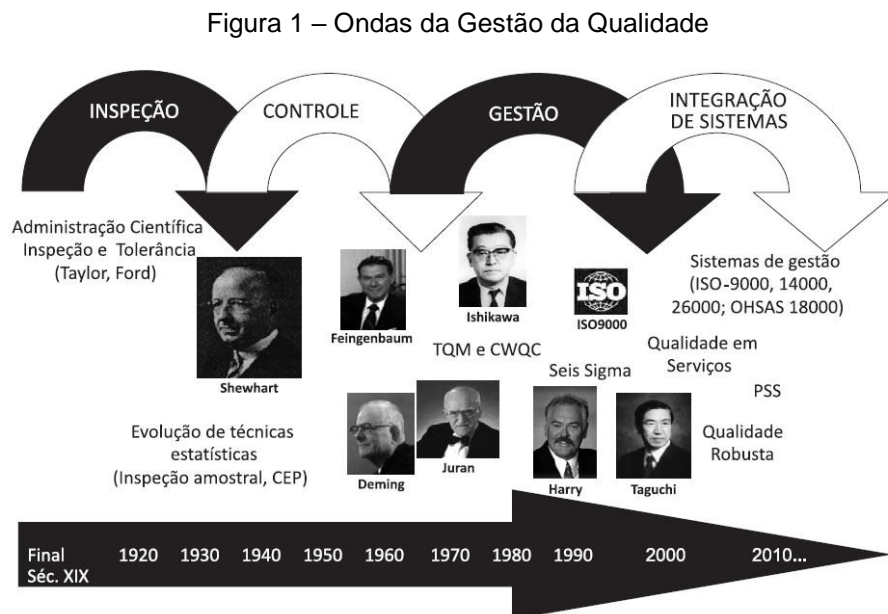 Figura 1 – Ondas da Gestão da Qualidade
INSPEÇÃO
CONTROLE
GESTÃO
INTEGRAÇÃO
DE SISTEMAS
Administração Científica
Inspeção e Tolerância
(Taylor, Ford)
Shewhart
Feingenbaum
Ishikawa
ISO
ISO9000
Sistemas de gestão
(ISO-9000, 14000,
26000; OHSAS 18000)
TQM e CWQC
Seis Sigma
Qualidade em
Serviços
PSS
Evolução de técnicas
estatísticas
(Inspeção amostral, CEP)
Deming
Juran
Harry
Taguchi
Qualidade
Robusta
Final
Séc. XIX
1920 1930 1940 1950 1960 1970 1980 1990 2000 2010...